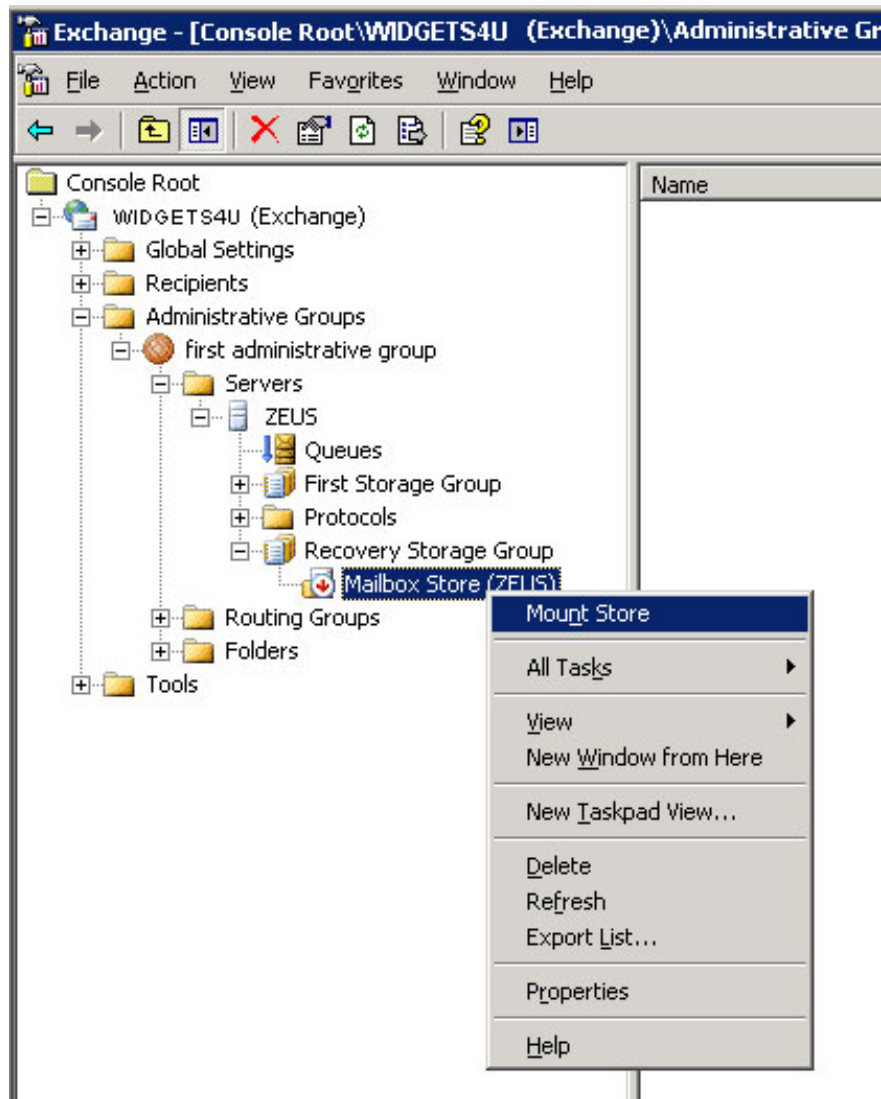 Exchange - [Console Root\WIDGETS4U (Exchange)\Administrative Gr
File Action View Favorites Window Help
Console Root
Name
WIDGETS4U (Exchange)
Global Settings
Recipients
Administrative Groups
first administrative group
Servers
ZEUS
Queues
First Storage Group
Protocols
Recovery Storage Group
Mailbox Store (ZEUS)
Routing Groups
Folders
Tools
Mount Store
All Tasks
View
New Window from Here
New Taskpad View...
Delete
Refresh
Export List...
Properties
Help